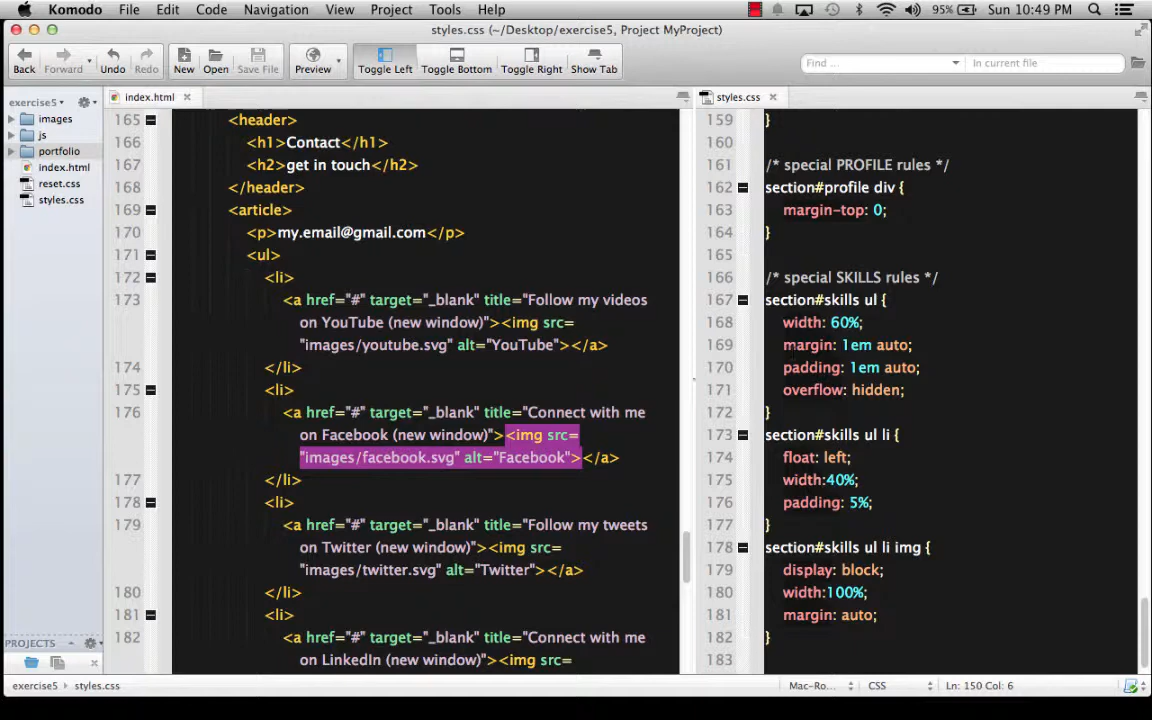 Komodo File Edit Code Navigation View Project Tools Help 95% Sun 10:49 PM
styles.css (~/Desktop/exercise5, Project MyProject)
Back Forward Undo Redo New Open Save File Preview Toggle Left Toggle Bottom Toggle Right Show Tab Find ... In current file
exercise5
images
js
portfolio
index.html
reset.css
styles.css
PROJECTS
index.html
165 <header>
166 <h1>Contact</h1>
167 <h2>get in touch</h2>
168 </header>
169 <article>
170 <p>my.email@gmail.com</p>
171 <ul>
172 <li>
173 <a href="#" target="_blank" title="Follow my videos
on YouTube (new window)"><img src=
"images/youtube.svg" alt="YouTube"></a>
174 </li>
175 <li>
176 <a href="#" target="_blank" title="Connect with me
on Facebook (new window)"><img src=
"images/facebook.svg" alt="Facebook"></a>
177 </li>
178 <li>
179 <a href="#" target="_blank" title="Follow my tweets
on Twitter (new window)"><img src=
"images/twitter.svg" alt="Twitter"></a>
180 </li>
181 <li>
182 <a href="#" target="_blank" title="Connect with me
on LinkedIn (new window)"><img src=
styles.css
159 }
160
161 /* special PROFILE rules */
162 section#profile div {
163 margin-top: 0;
164 }
165
166 /* special SKILLS rules */
167 section#skills ul {
168 width: 60%;
169 margin: 1em auto;
170 padding: 1em auto;
171 overflow: hidden;
172 }
173 section#skills ul li {
174 float: left;
175 width:40%;
176 padding: 5%;
177 }
178 section#skills ul li img {
179 display: block;
180 width:100%;
181 margin: auto;
182 }
183
exercise5 styles.css Mac-Ro... CSS Ln: 150 Col: 6